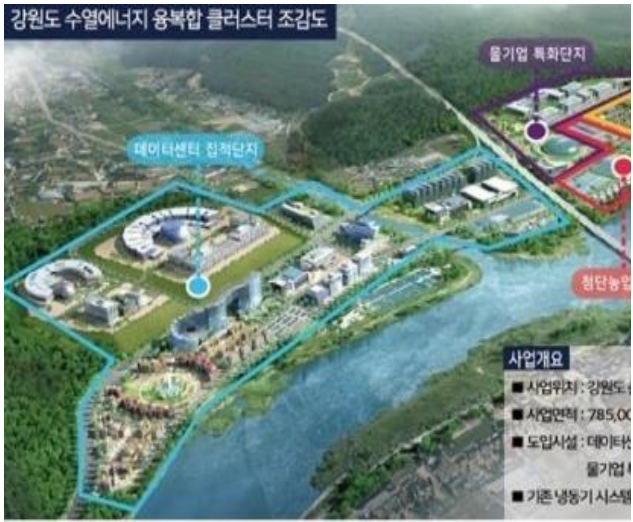 강원도 수열에너지 융복합 클러스터 조감도
물기업 특화단지
데이터센터 집적단지
첨단농업
사업개요
■ 사업위치 : 강원도
■ 사업면적 : 785,00
■ 도입시설 : 데이터센
물기업
■ 기존 냉동기 시스템